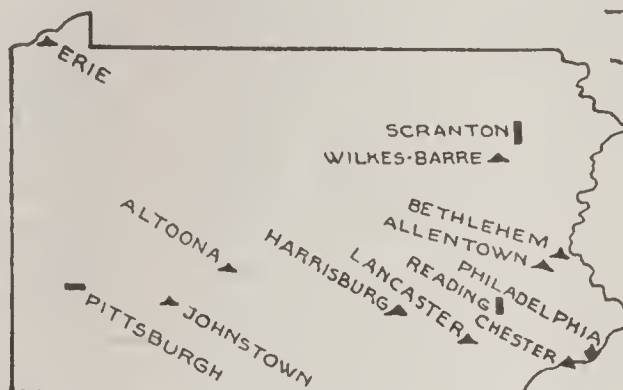 ERIE
SCRANTON
WILKES-BARRE
BETHLEHEM
ALLENTOWN
ALTOONA
HARRISBURG
LANCASTER
READING
PHILADELPHIA
CHESTER
PITTSBURGH
JOHNSTOWN